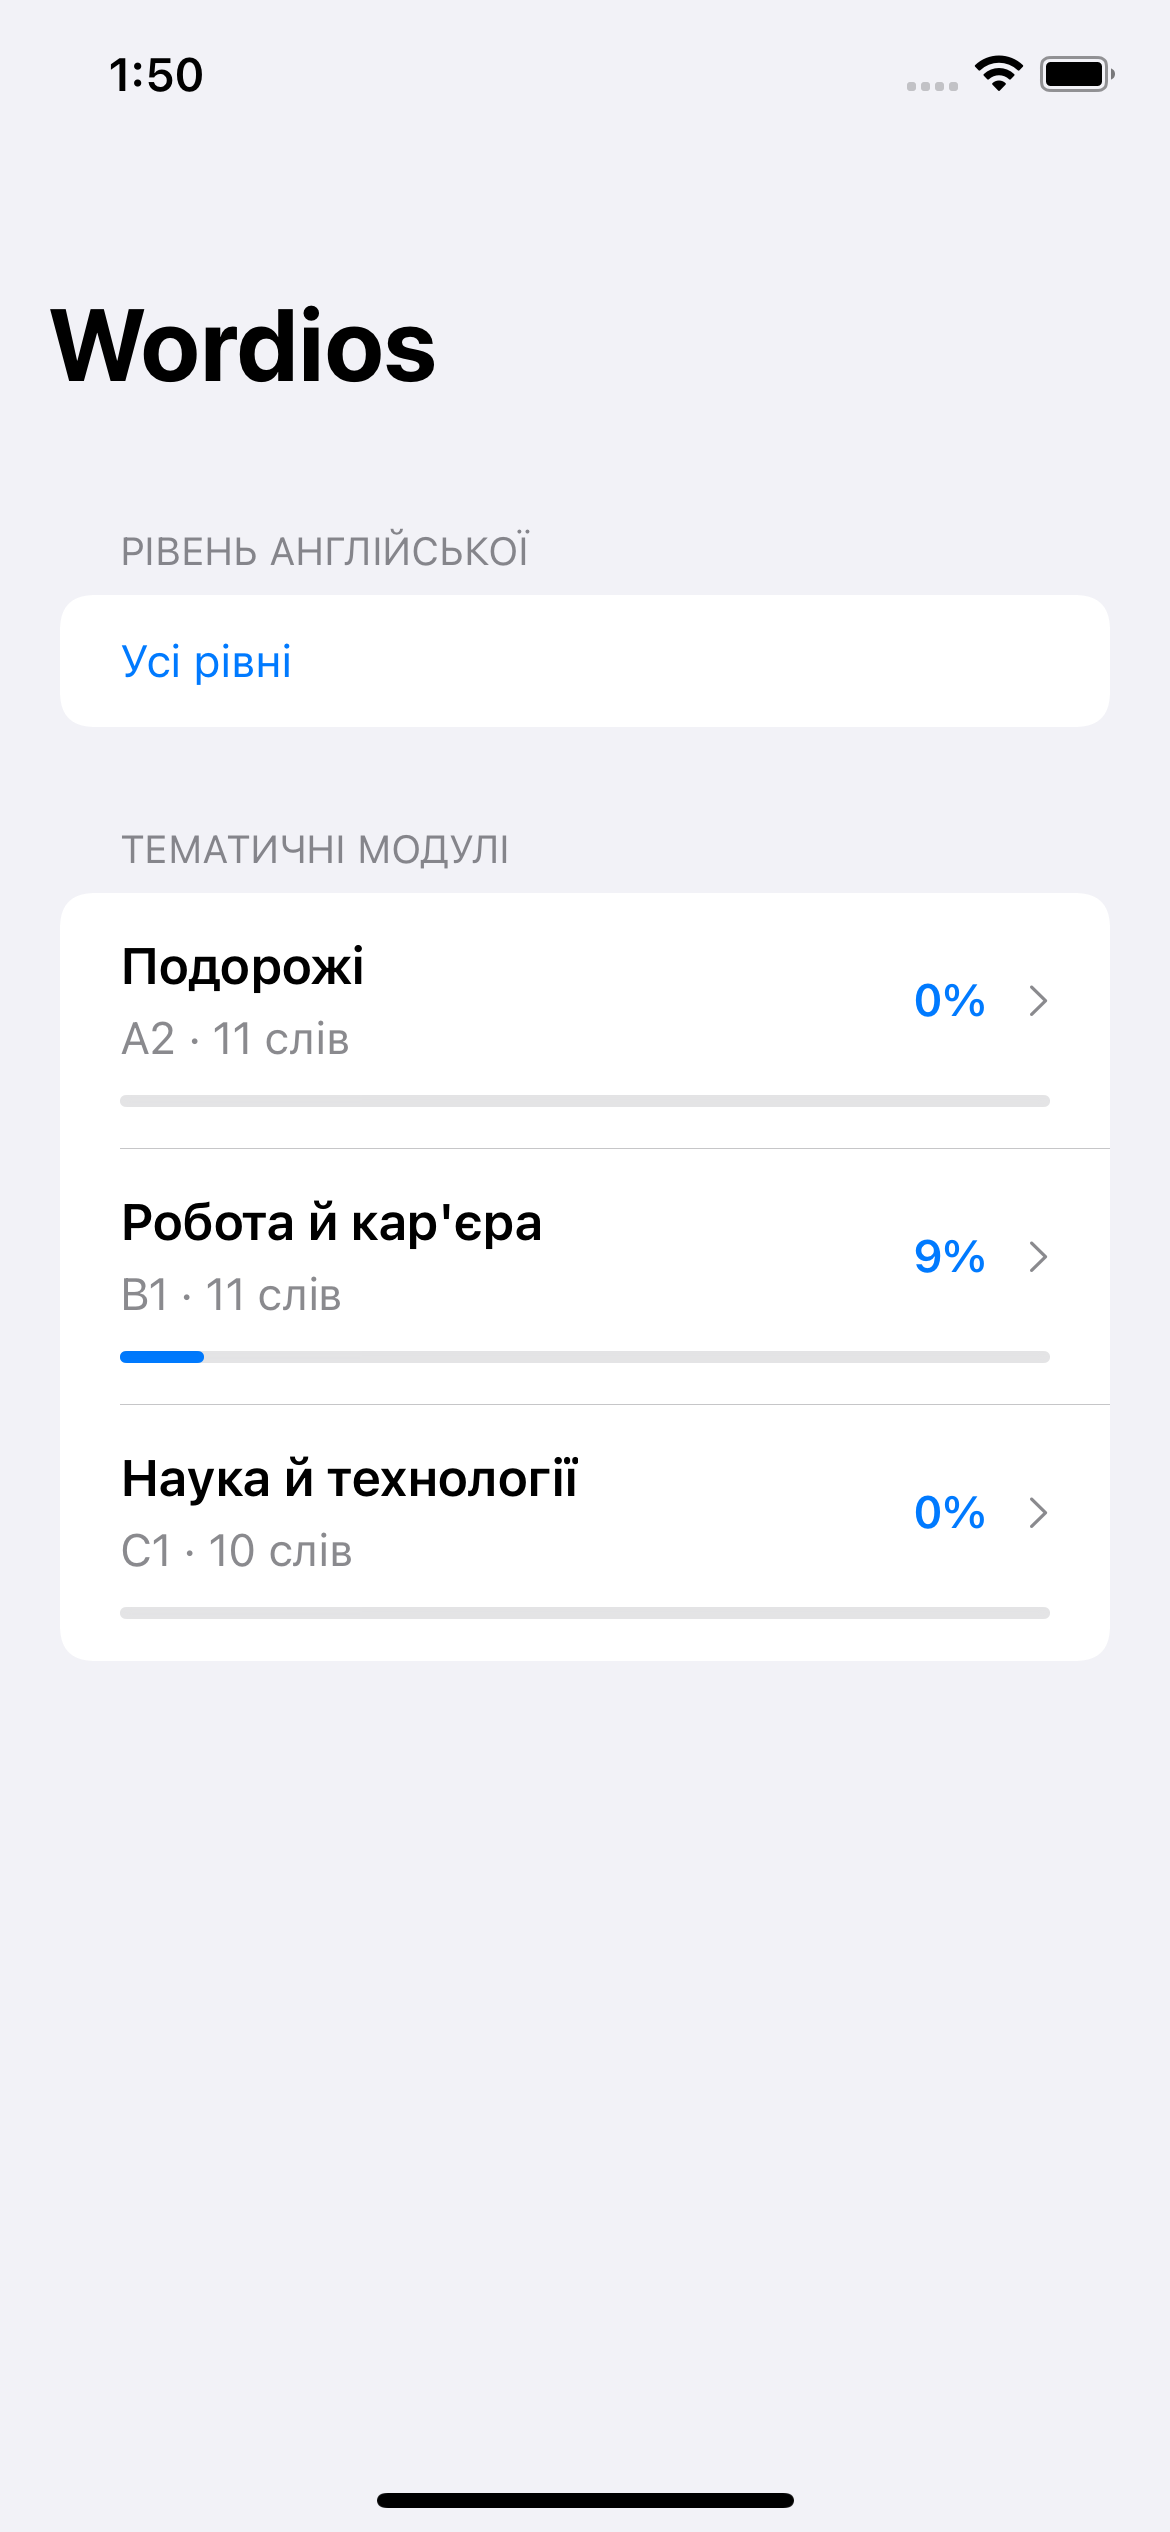 1:50
Wordios
РІВЕНЬ АНГЛІЙСЬКОЇ
Усі рівні
ТЕМАТИЧНІ МОДУЛІ
Подорожі
A2 · 11 слів
0%
Робота й кар'єра
B1 · 11 слів
9%
Наука й технології
C1 · 10 слів
0%